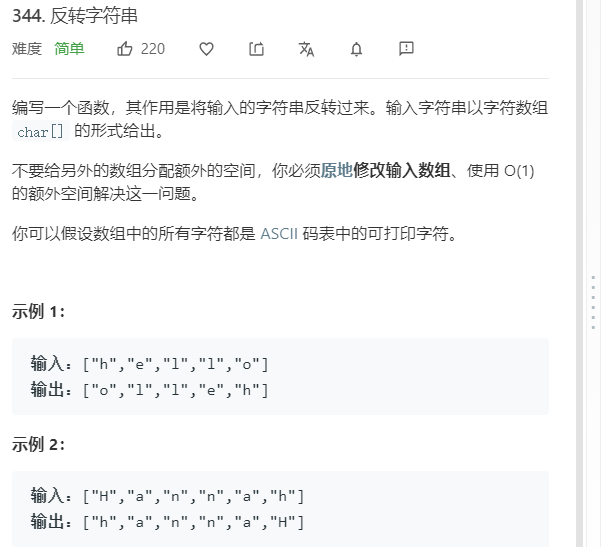 344. 反转字符串
难度 简单 220
编写一个函数，其作用是将输入的字符串反转过来。输入字符串以字符数组
char[] 的形式给出。
不要给另外的数组分配额外的空间，你必须原地修改输入数组、使用 O(1)
的额外空间解决这一问题。
你可以假设数组中的所有字符都是 ASCII 码表中的可打印字符。
示例 1：
输入：["h","e","l","l","o"]
输出：["o","l","l","e","h"]
示例 2：
输入：["H","a","n","n","a","h"]
输出：["h","a","n","n","a","H"]